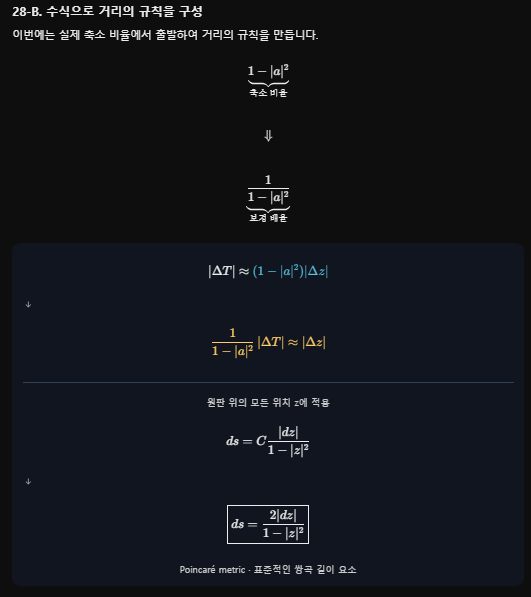 28-B. 수식으로 거리의 규칙을 구성
이번에는 실제 축소 비율에서 출발하여 거리의 규칙을 만듭니다.
1 − |a|²
축소 비율
⇓
1
1 − |a|²
보정 배율
|ΔT| ≈ (1 − |a|²)|Δz|
↓
1
1 − |a|² |ΔT| ≈ |Δz|
원판 위의 모든 위치 z에 적용
ds = C |dz| / 1 − |z|²
↓
ds = 2|dz| / 1 − |z|²
Poincaré metric · 표준적인 쌍곡 길이 요소